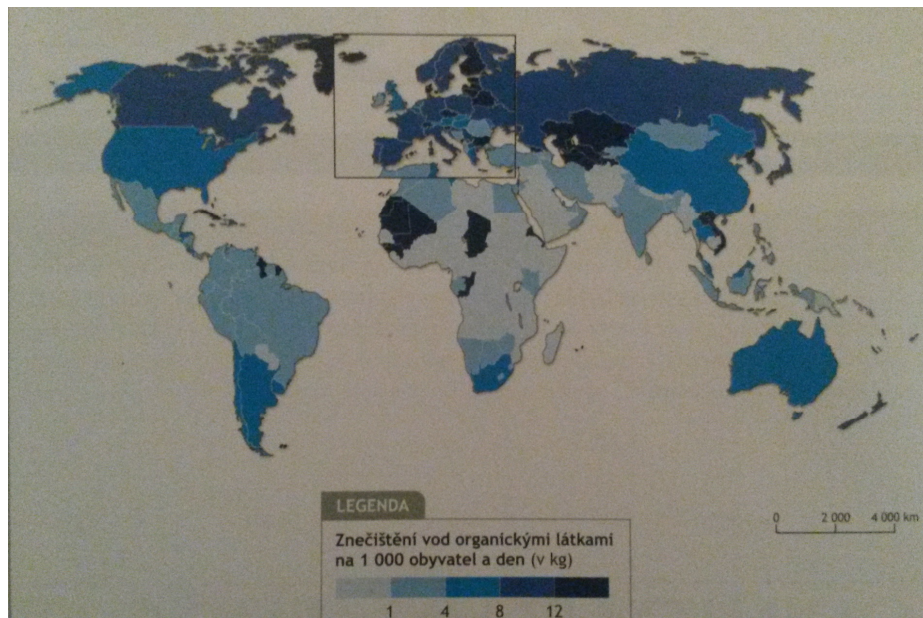 LEGENDA
Znečištění vod organickými látkami
na 1 000 obyvatel a den (v kg)
1 4 8 12
0 2 000 4 000 km